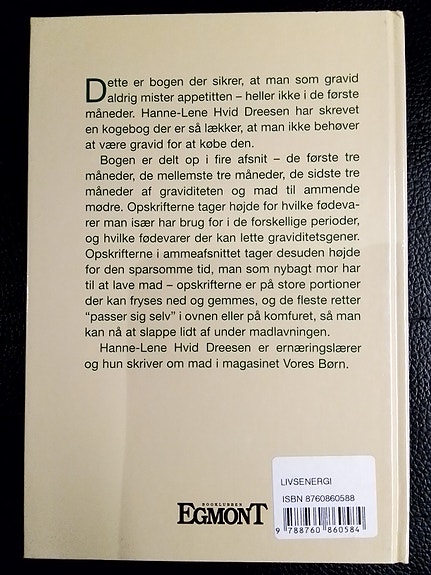 Dette er bogen der sikrer, at man som gravid
aldrig mister appetitten – heller ikke i de første
måneder. Hanne-Lene Hvid Dreesen har skrevet
en kogebog der er så lækker, at man ikke behøver
at være gravid for at købe den.
Bogen er delt op i fire afsnit – de første tre
måneder, de mellemste tre måneder, de sidste tre
måneder af graviditeten og mad til ammende
mødre. Opskrifterne tager højde for hvilke fødeva-
rer man især har brug for i de forskellige perioder,
og hvilke fødevarer der kan lette graviditetsgener.
Opskrifterne i ammeafsnittet tager desuden højde
for den sparsomme tid, man som nybagt mor har
til at lave mad – opskrifterne er på store portioner
der kan fryses ned og gemmes, og de fleste retter
"passer sig selv" i ovnen eller på komfuret, så man
kan nå at slappe lidt af under madlavningen.
Hanne-Lene Hvid Dreesen er ernæringslærer
og hun skriver om mad i magasinet Vores Børn.
LIVSENERGI
ISBN 8760860588
9 788760 860584
BOGKLUBBEN
EGMONT